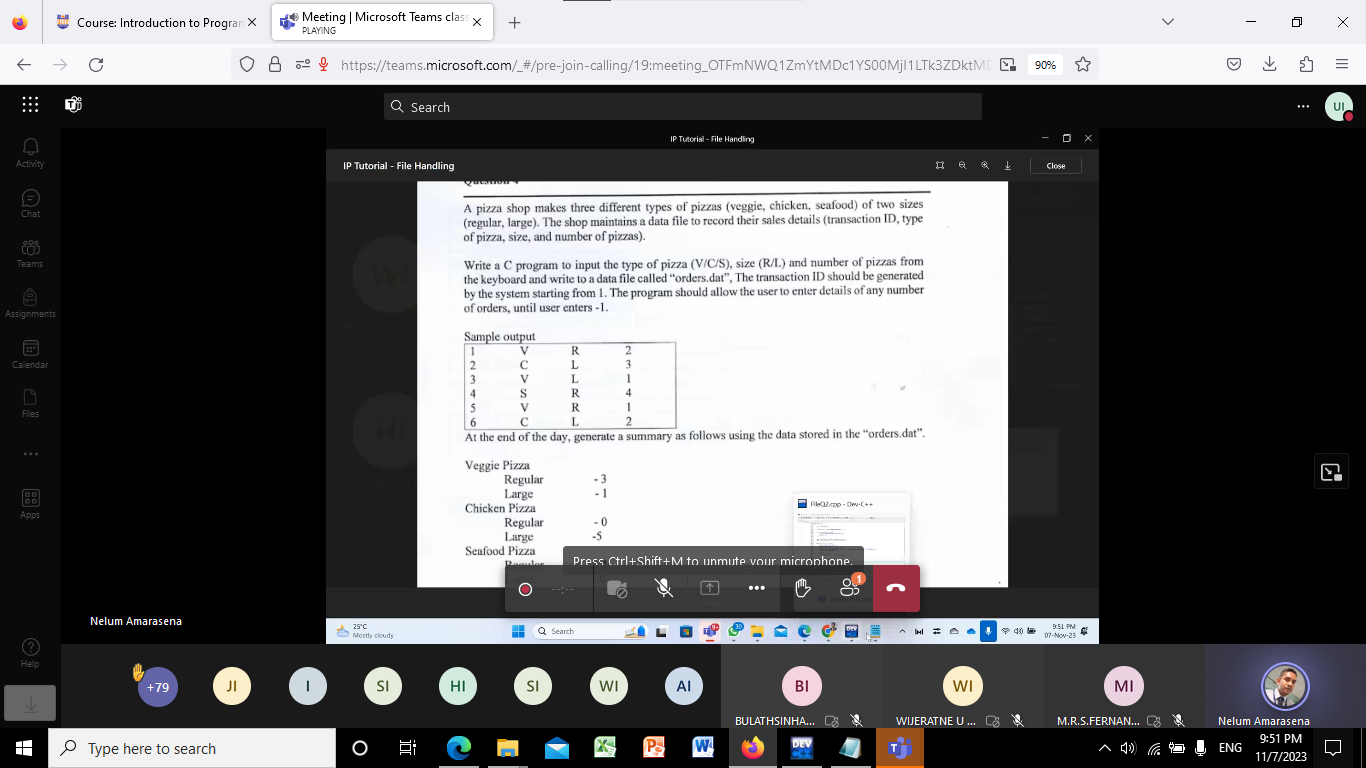 Course: Introduction to Progran
Meeting | Microsoft Teams clas
PLAYING
https://teams.microsoft.com/_#/pre-join-calling/19:meeting_OTFmNWQ1ZmYtMDc1YS00MjI1LTk3ZDktMD
90%
Search
UI
Activity
Chat
Teams
Assignments
Calendar
Files
Apps
Help
IP Tutorial - File Handling
IP Tutorial - File Handling
Close
Question 4
A pizza shop makes three different types of pizzas (veggie, chicken, seafood) of two sizes
(regular, large). The shop maintains a data file to record their sales details (transaction ID, type
of pizza, size, and number of pizzas).
Write a C program to input the type of pizza (V/C/S), size (R/L) and number of pizzas from
the keyboard and write to a data file called “orders.dat”, The transaction ID should be generated
by the system starting from 1. The program should allow the user to enter details of any number
of orders, until user enters -1.
Sample output
1 V R 2
2 C L 3
3 V L 1
4 S R 4
5 V R 1
6 C L 2
At the end of the day, generate a summary as follows using the data stored in the “orders.dat”.
Veggie Pizza
Regular - 3
Large - 1
Chicken Pizza
Regular - 0
Large -5
Seafood Pizza
Regular
FileQ2.cpp - Dev-C++
Press Ctrl+Shift+M to unmute your microphone.
1
Nelum Amarasena
25°C
Mostly cloudy
Search
9:51 PM
07-Nov-23
+79
JI
I
SI
HI
SI
WI
AI
BI
WI
MI
BULATHSINHA...
WIJERATNE U ...
M.R.S.FERNAN...
Nelum Amarasena
Type here to search
DEV
ENG
9:51 PM
11/7/2023